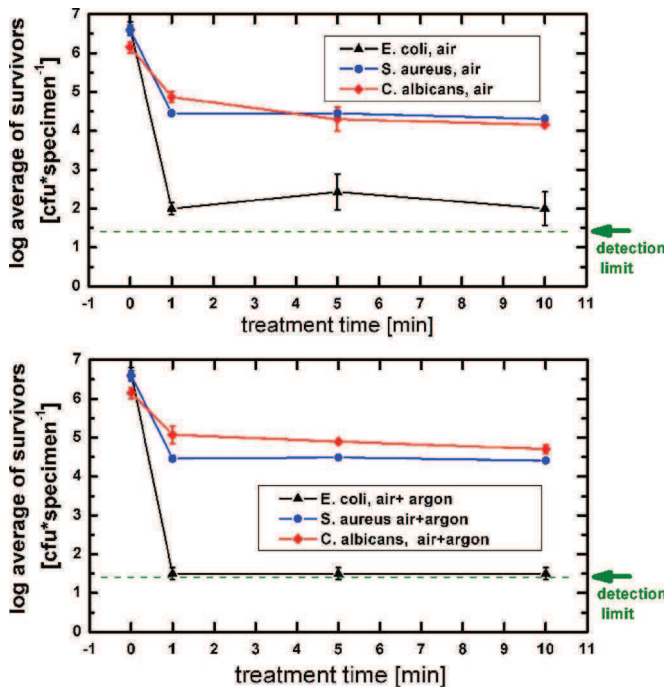 log average of survivors
[cfu*specimen-1]
7
6
5
4
3
2
1
0
E. coli, air
S. aureus, air
C. albicans, air
detection
limit
-1 0 1 2 3 4 5 6 7 8 9 10 11
treatment time [min]
log average of survivors
[cfu*specimen-1]
7
6
5
4
3
2
1
0
E. coli, air+ argon
S. aureus air+argon
C. albicans, air+argon
detection
limit
-1 0 1 2 3 4 5 6 7 8 9 10 11
treatment time [min]